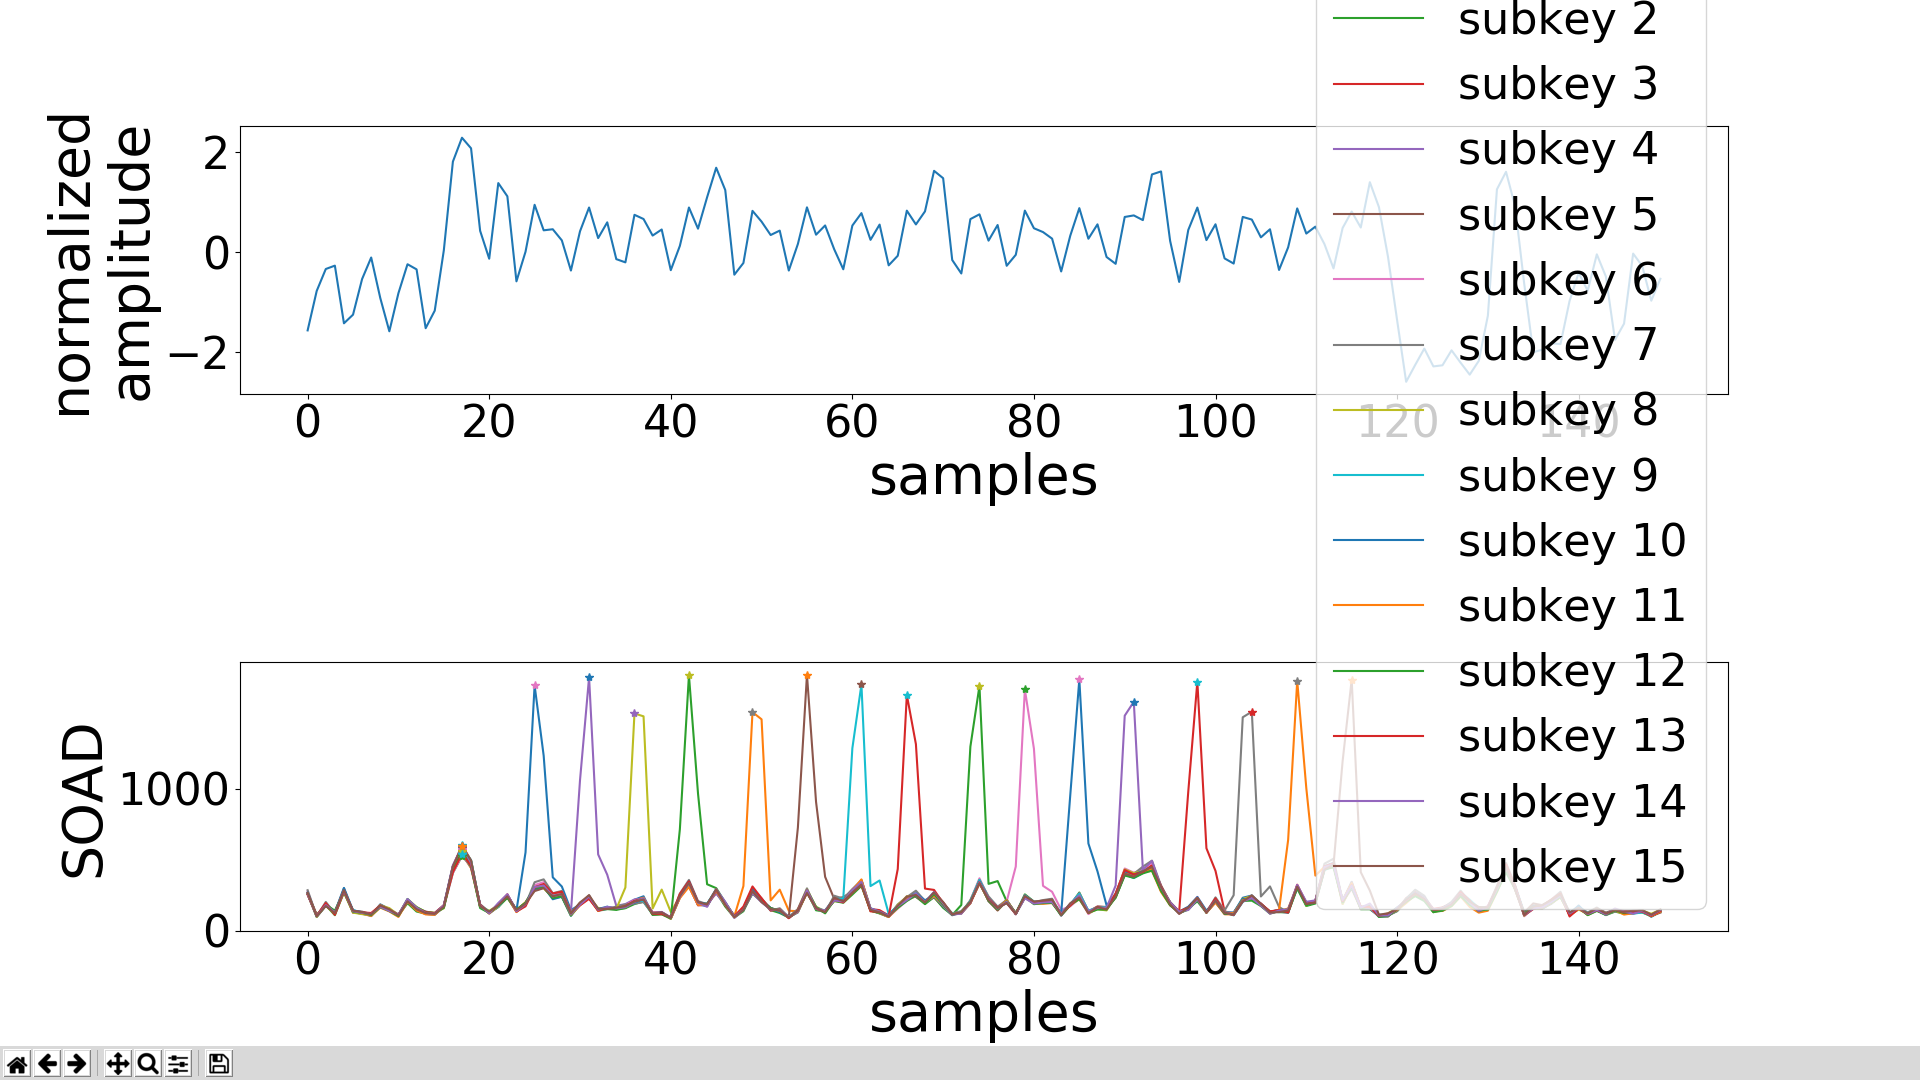 subkey 2
subkey 3
subkey 4
subkey 5
subkey 6
subkey 7
subkey 8
subkey 9
subkey 10
subkey 11
subkey 12
subkey 13
subkey 14
subkey 15
normalized
amplitude
2
0
−2
0 20 40 60 80 100 120 140
samples
SOAD
1000
0
0 20 40 60 80 100 120 140
samples